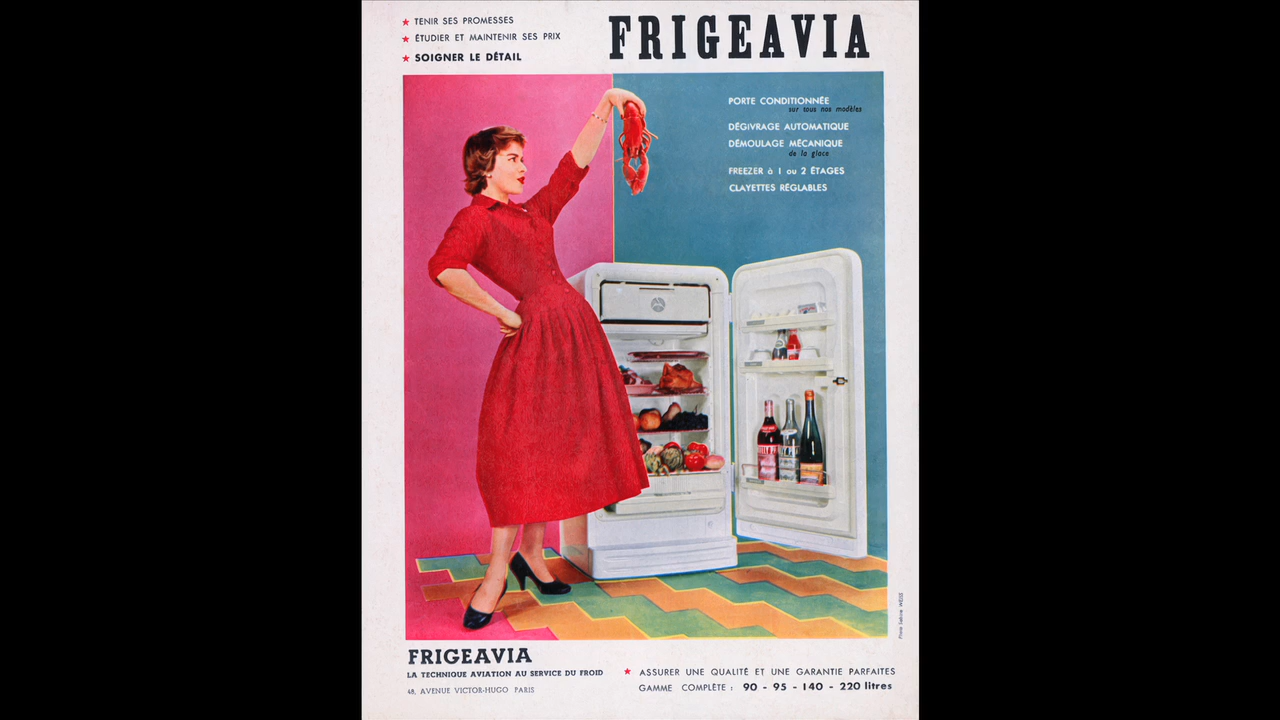 ★ TENIR SES PROMESSES
★ ÉTUDIER ET MAINTENIR SES PRIX
★ SOIGNER LE DÉTAIL
FRIGEAVIA
PORTE CONDITIONNÉE
sur tous nos modèles
DÉGIVRAGE AUTOMATIQUE
DÉMOULAGE MÉCANIQUE
de la glace
FREEZER à 1 ou 2 ÉTAGES
CLAYETTES RÉGLABLES
FRIGEAVIA
LA TECHNIQUE AVIATION AU SERVICE DU FROID
48, AVENUE VICTOR-HUGO PARIS
★ ASSURER UNE QUALITÉ ET UNE GARANTIE PARFAITES
GAMME COMPLÈTE : 90 - 95 - 140 - 220 litres
WEISS